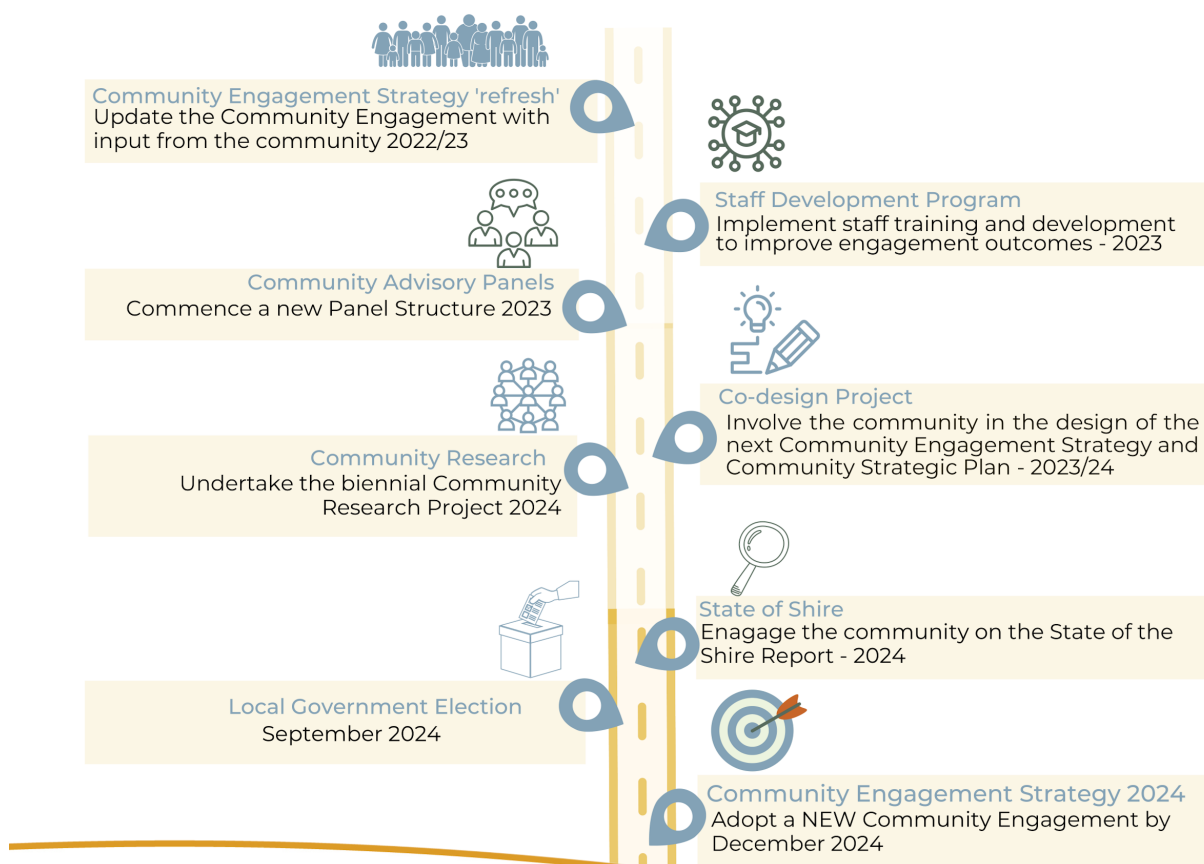 Community Engagement Strategy 'refresh'
Update the Community Engagement with
input from the community 2022/23
Staff Development Program
Implement staff training and development
to improve engagement outcomes - 2023
Community Advisory Panels
Commence a new Panel Structure 2023
Co-design Project
Involve the community in the design of the
next Community Engagement Strategy and
Community Strategic Plan - 2023/24
Community Research
Undertake the biennial Community
Research Project 2024
State of Shire
Enagage the community on the State of the
Shire Report - 2024
Local Government Election
September 2024
Community Engagement Strategy 2024
Adopt a NEW Community Engagement by
December 2024